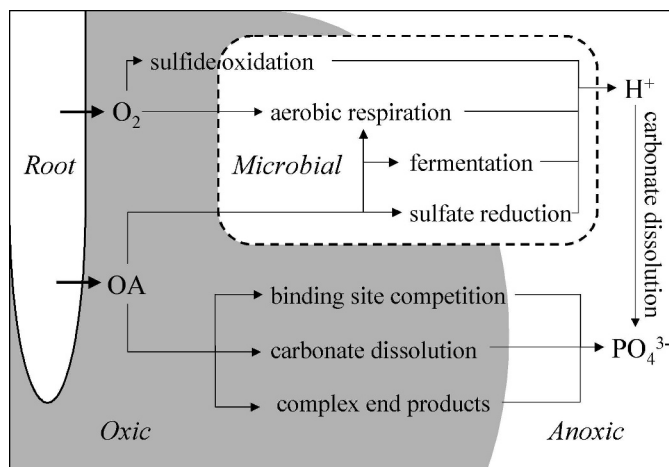 sulfide oxidation
H⁺
O₂
aerobic respiration
Root
Microbial
fermentation
sulfate reduction
carbonate dissolution
OA
binding site competition
carbonate dissolution
PO₄³⁻
complex end products
Oxic
Anoxic